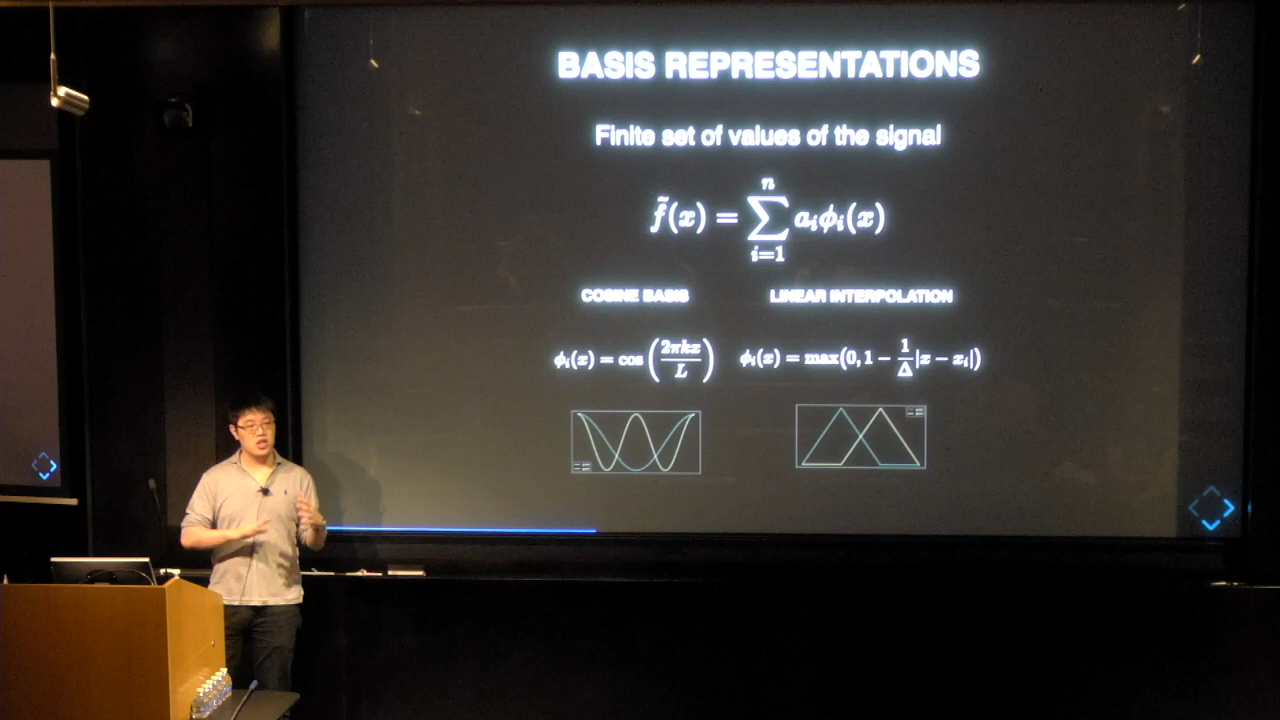 BASIS REPRESENTATIONS
Finite set of values of the signal
f̃(x) = ∑_{i=1}^{n} a_i ϕ_i(x)
COSINE BASIS
LINEAR INTERPOLATION
ϕ_i(x) = cos(2πkx / L)
ϕ_i(x) = max(0, 1 − 1/Δ |x − x_i|)